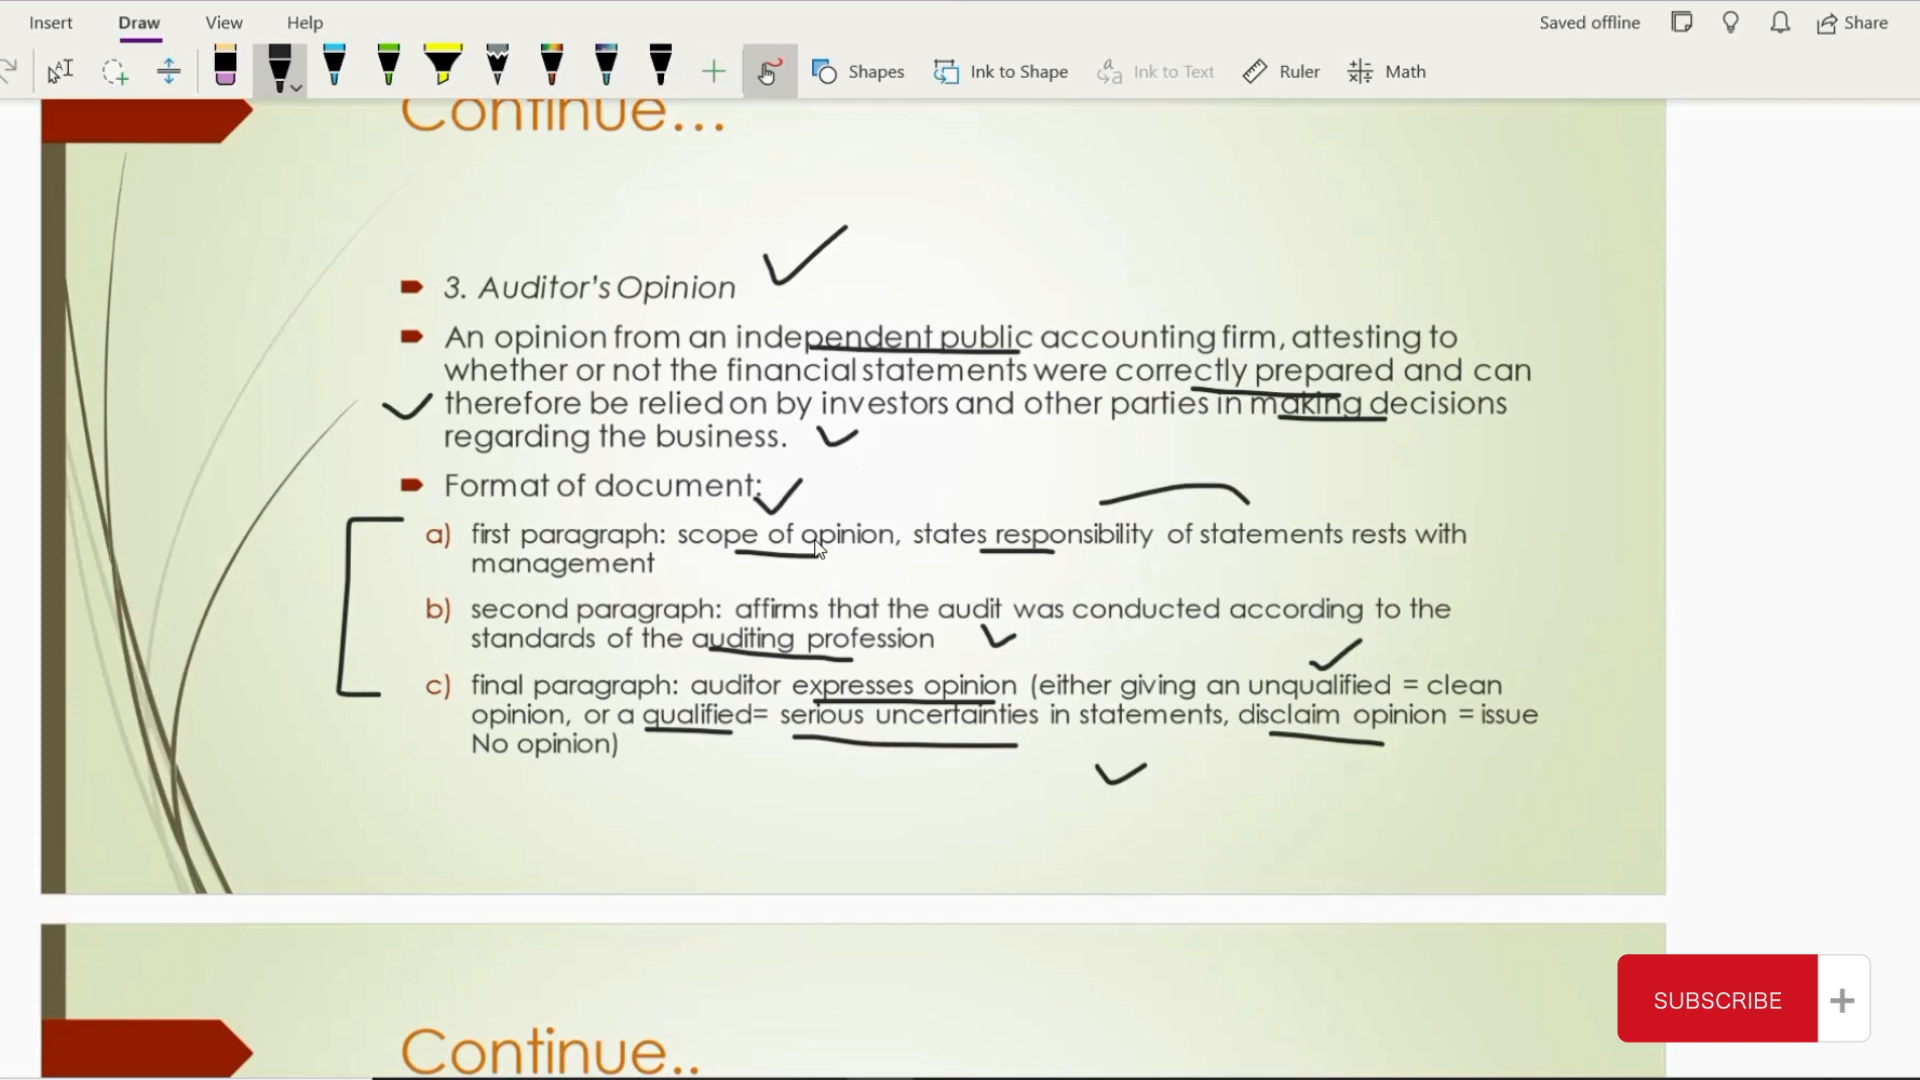 Insert Draw View Help Saved offline Share
Shapes Ink to Shape Ink to Text Ruler Math
Continue...
3. Auditor's Opinion
An opinion from an independent public accounting firm, attesting to
whether or not the financial statements were correctly prepared and can
therefore be relied on by investors and other parties in making decisions
regarding the business.
Format of document:
a) first paragraph: scope of opinion, states responsibility of statements rests with
management
b) second paragraph: affirms that the audit was conducted according to the
standards of the auditing profession
c) final paragraph: auditor expresses opinion (either giving an unqualified = clean
opinion, or a qualified= serious uncertainties in statements, disclaim opinion = issue
No opinion)
SUBSCRIBE +
Continue..